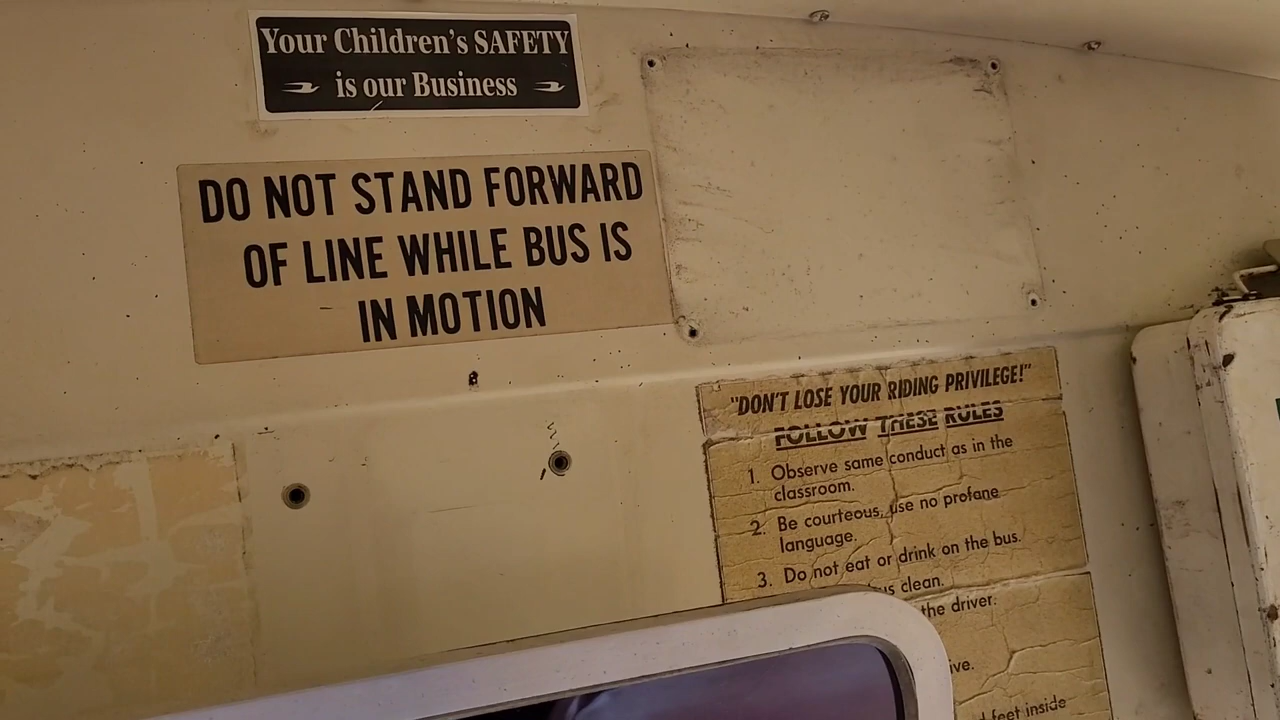 Your Children's SAFETY
is our Business
DO NOT STAND FORWARD
OF LINE WHILE BUS IS
IN MOTION
"DON'T LOSE YOUR RIDING PRIVILEGE!"
FOLLOW THESE RULES
1. Observe same conduct as in the
classroom.
2. Be courteous, use no profane
language.
3. Do not eat or drink on the bus.
clean.
the driver.
feet inside